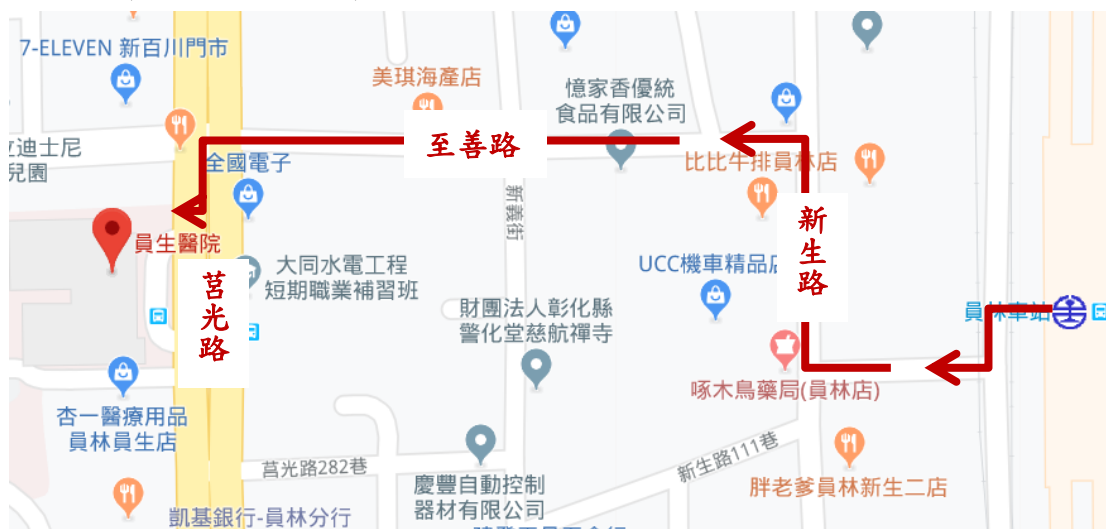 7-ELEVEN 新百川門市
美琪海產店
憶家香優統
食品有限公司
至善路
迪士尼
兒園
全國電子
比比牛排員林店
新義街
新生路
員生醫院
莒光路
大同水電工程
短期職業補習班
UCC機車精品店
財團法人彰化縣
警化堂慈航禪寺
員林車站
啄木鳥藥局(員林店)
杏一醫療用品
員林員生店
莒光路282巷
慶豐自動控制
器材有限公司
新生路111巷
胖老爹員林新生二店
凱基銀行-員林分行